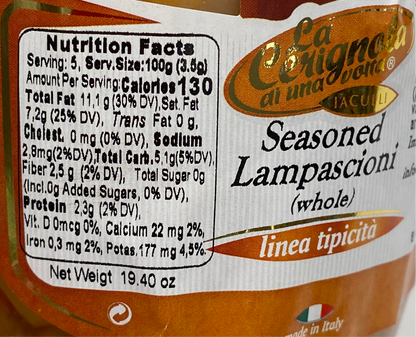 Nutrition Facts
Serving: 5, Serv.Size:100g (3.5g)
Amount Per Serving:Calories130
Total Fat 11,1 g (30% DV), Sat. Fat
7,2g (25% DV), Trans Fat 0 g,
Cholest. 0 mg (0% DV), Sodium
2,8mg(2%DV),Total Carb.5,1g(5%DV),
Fiber 2,5 g (2% DV), Total Sugar 0g
(Incl.0g Added Sugars, 0% DV),
Protein 2,3g (2% DV),
Vit. D 0mcg 0%, Calcium 22 mg 2%,
Iron 0,3 mg 2%, Potas. 177 mg 4,5%.
Net Weigt 19.40 oz
La
Cerignola
di una volta®
IACULLI
Seasoned
Lampascioni
(whole)
linea tipicità
made in Italy